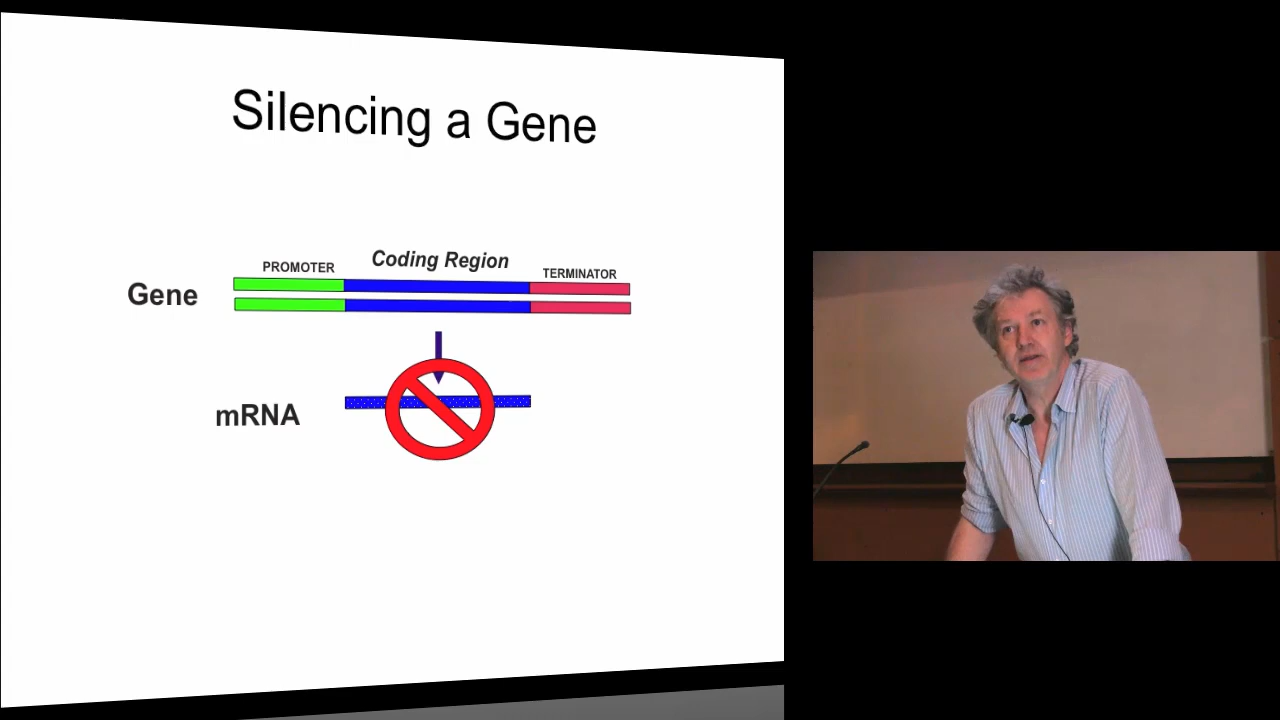 Silencing a Gene
PROMOTER
Coding Region
TERMINATOR
Gene
mRNA